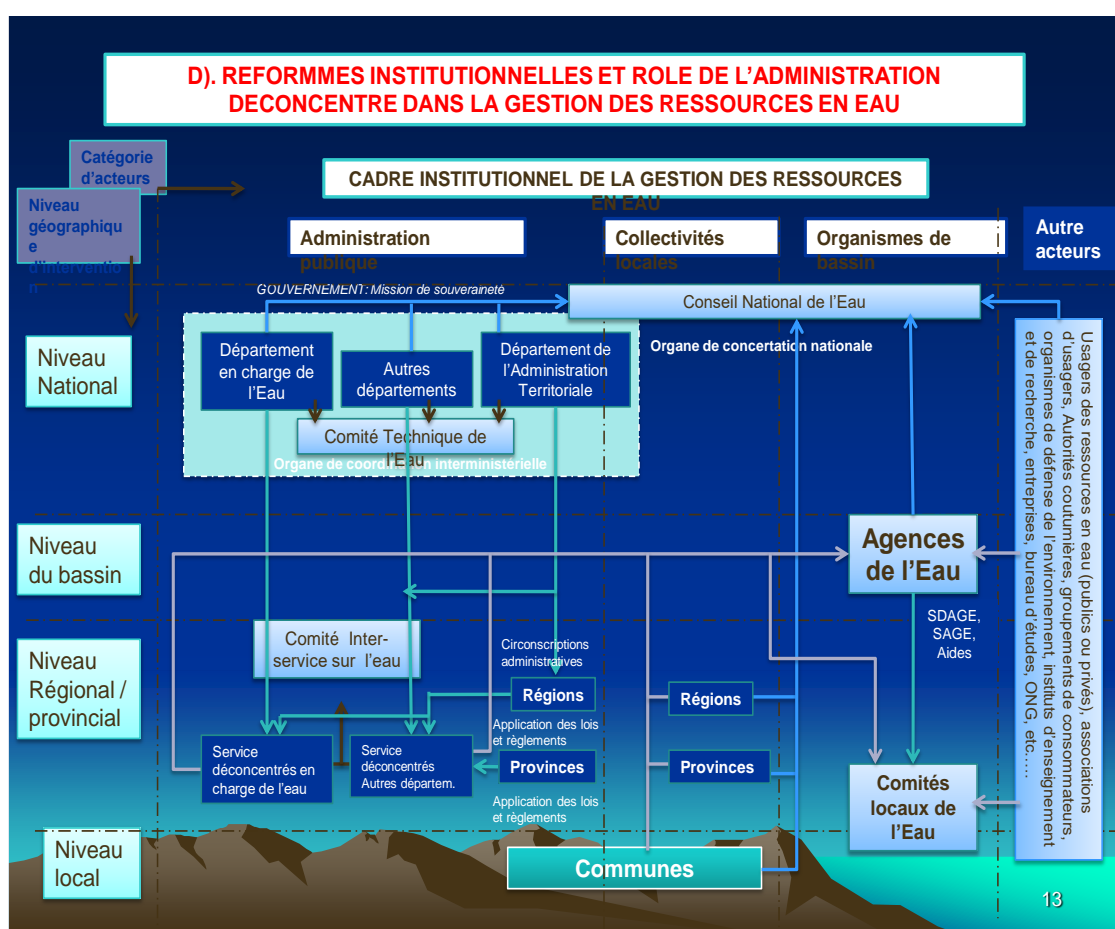 D). REFORMMES INSTITUTIONNELLES ET ROLE DE L'ADMINISTRATION
DECONCENTRE DANS LA GESTION DES RESSOURCES EN EAU
Catégorie
d'acteurs
CADRE INSTITUTIONNEL DE LA GESTION DES RESSOURCES
EN EAU
Niveau
géographiqu
e
d'interventio
n
Administration
publique
Collectivités
locales
Organismes de
bassin
Autre
acteurs
GOUVERNEMENT: Mission de souveraineté
Conseil National de l'Eau
Niveau
National
Département
en charge de
l'Eau
Autres
départements
Département de
l'Administration
Territoriale
Organe de concertation nationale
Comité Technique de
l'Eau
Organe de coordination interministérielle
Usagers des ressources en eau (publics ou privés), associations
d'usagers, Autorités coutumières, groupements de consommateurs,
organismes de défense de l'environnement, instituts d'enseignement
et de recherche, entreprises, bureau d'études, ONG, etc.....
Niveau
du bassin
Agences
de l'Eau
SDAGE,
SAGE,
Aides
Niveau
Régional /
provincial
Comité Inter-
service sur l'eau
Circonscriptions
administratives
Régions
Régions
Application des lois
et règlements
Service
déconcentrés en
charge de l'eau
Service
déconcentrés
Autres départem.
Provinces
Provinces
Application des lois
et règlements
Comités
locaux de
l'Eau
Niveau
local
Communes
13